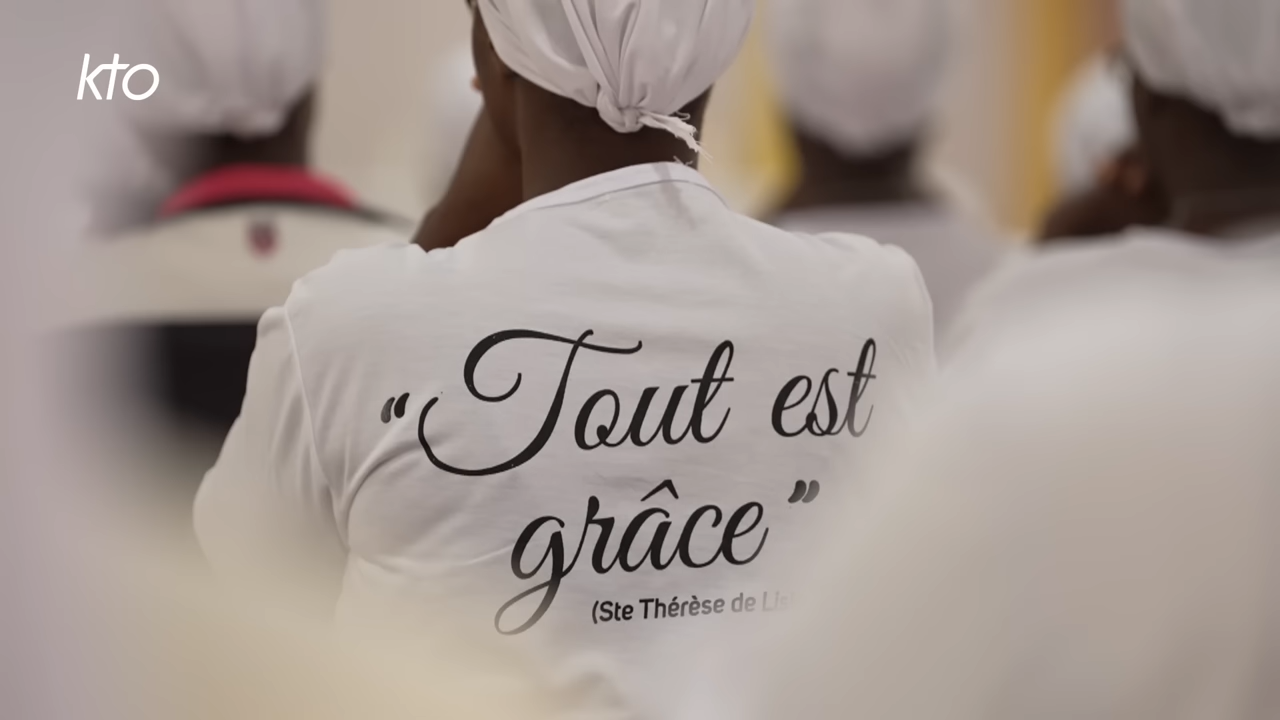 kto
“Tout est
grâce”
(Ste Thérèse de